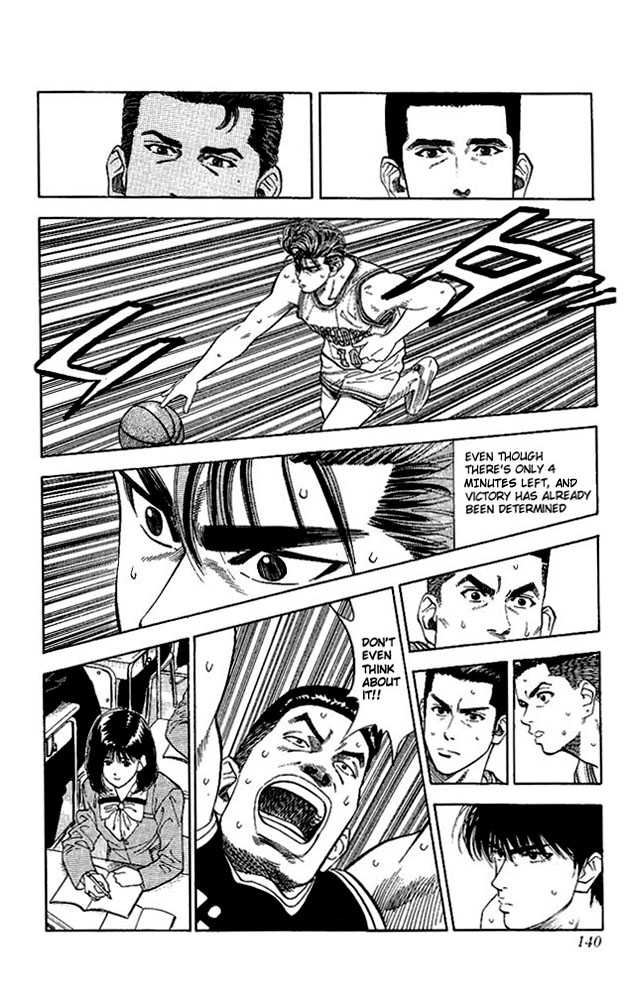 EVEN THOUGH
THERE'S ONLY 4
MINUTES LEFT, AND
VICTORY HAS ALREADY
BEEN DETERMINED
DON'T
EVEN
THINK
ABOUT
IT!!
140